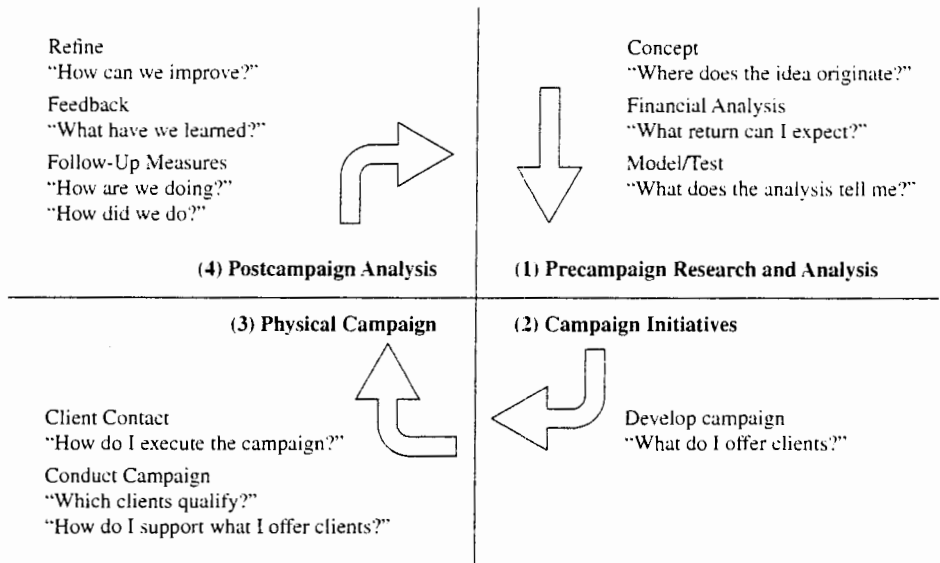 Refine
“How can we improve?”
Feedback
“What have we learned?”
Follow-Up Measures
“How are we doing?”
“How did we do?”
(4) Postcampaign Analysis
Concept
“Where does the idea originate?”
Financial Analysis
“What return can I expect?”
Model/Test
“What does the analysis tell me?”
(1) Precampaign Research and Analysis
(3) Physical Campaign
Client Contact
“How do I execute the campaign?”
Conduct Campaign
“Which clients qualify?”
“How do I support what I offer clients?”
(2) Campaign Initiatives
Develop campaign
“What do I offer clients?”